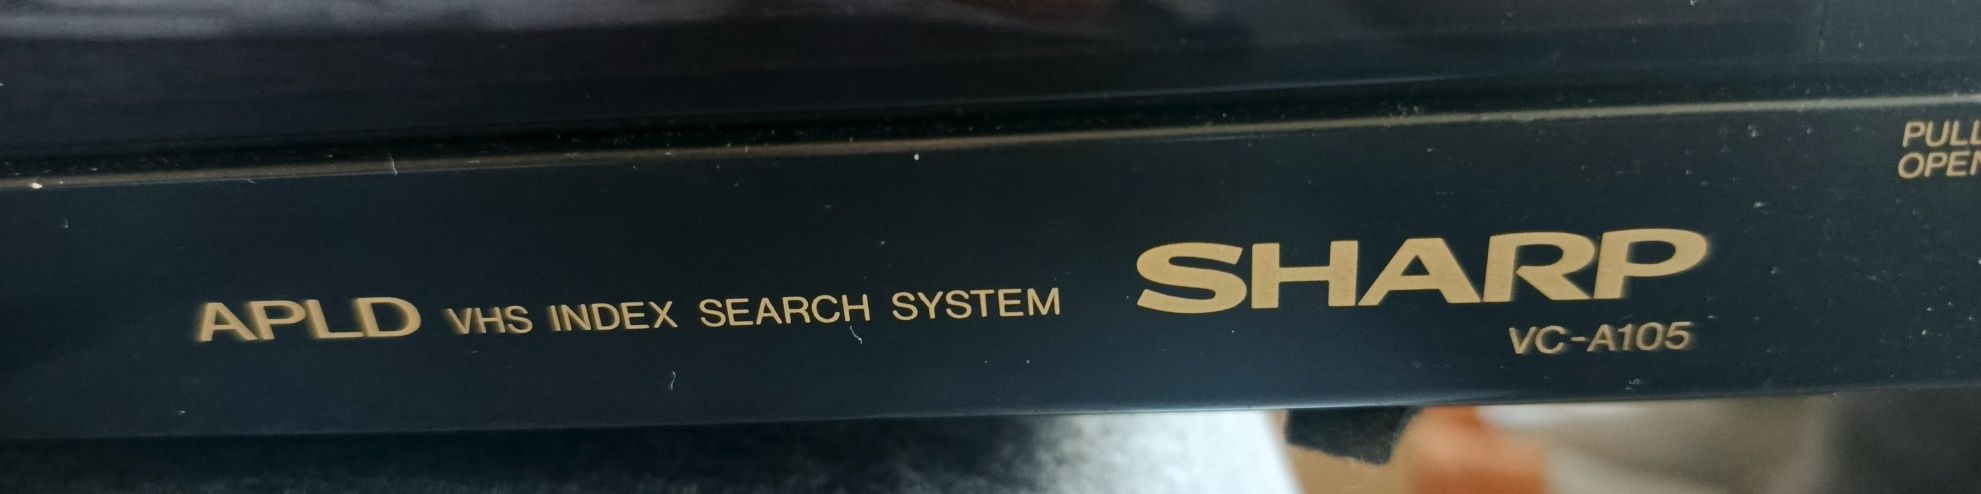 PULL
OPEN
SHARP
APLD VHS INDEX SEARCH SYSTEM
VC-A105